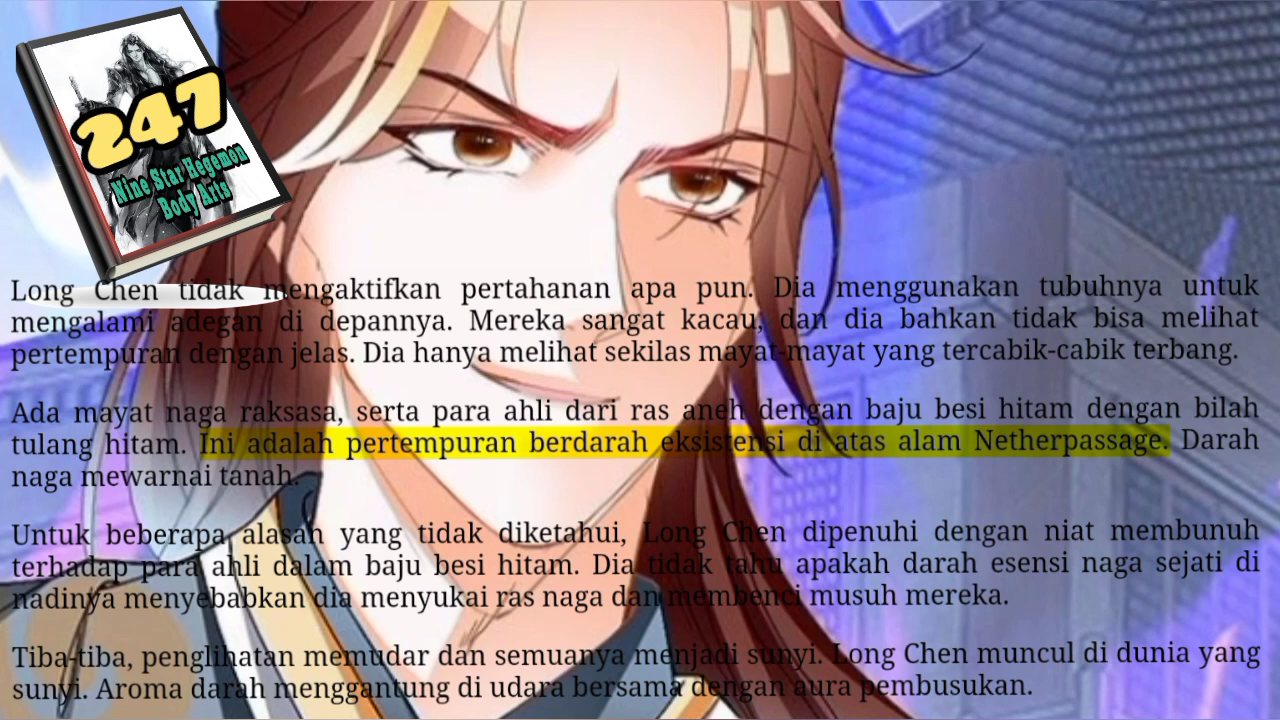 247
Nine Star Hegemon
Body Arts
Long Chen tidak mengaktifkan pertahanan apa pun. Dia menggunakan tubuhnya untuk
mengalami adegan di depannya. Mereka sangat kacau, dan dia bahkan tidak bisa melihat
pertempuran dengan jelas. Dia hanya melihat sekilas mayat-mayat yang tercabik-cabik terbang.
Ada mayat naga raksasa, serta para ahli dari ras aneh dengan baju besi hitam dengan bilah
tulang hitam. Ini adalah pertempuran berdarah eksistensi di atas alam Netherpassage. Darah
naga mewarnai tanah.
Untuk beberapa alasan yang tidak diketahui, Long Chen dipenuhi dengan niat membunuh
terhadap para ahli dalam baju besi hitam. Dia tidak tahu apakah darah esensi naga sejati di
nadinya menyebabkan dia menyukai ras naga dan membenci musuh mereka.
Tiba-tiba, penglihatan memudar dan semuanya menjadi sunyi. Long Chen muncul di dunia yang
sunyi. Aroma darah menggantung di udara bersama dengan aura pembusukan.